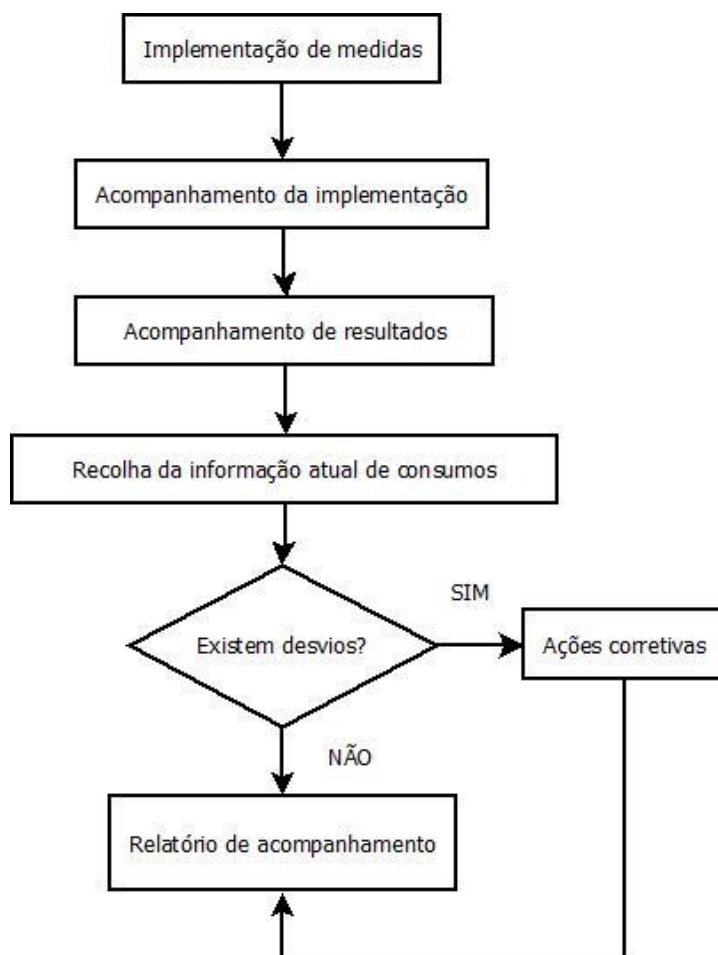 Implementação de medidas
Acompanhamento da implementação
Acompanhamento de resultados
Recolha da informação atual de consumos
SIM
Existem desvios?
Ações corretivas
NÃO
Relatório de acompanhamento